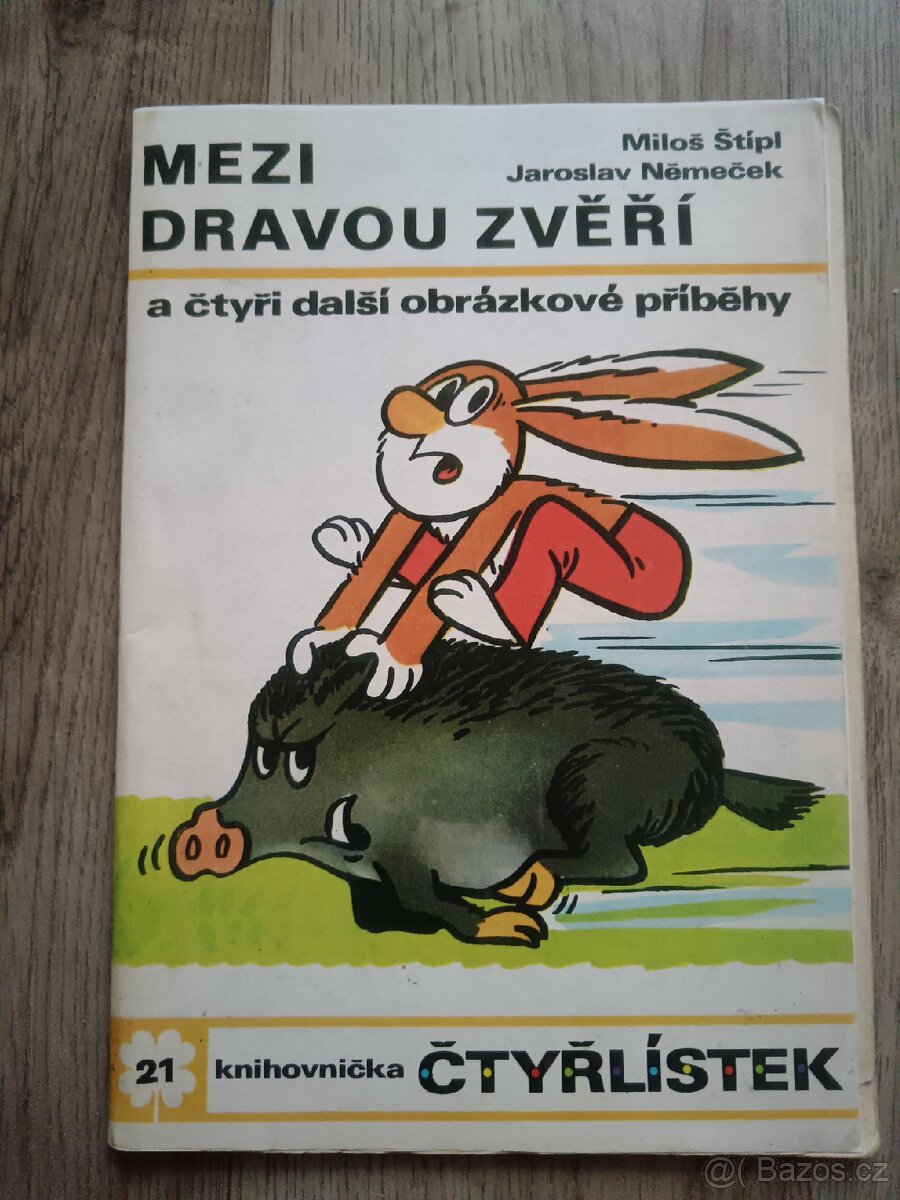 MEZI
DRAVOU ZVĚŘÍ
Miloš Štípl
Jaroslav Němeček
a čtyři další obrázkové příběhy
21
knihovnička ČTYŘLÍSTEK
@( Bazos.cz